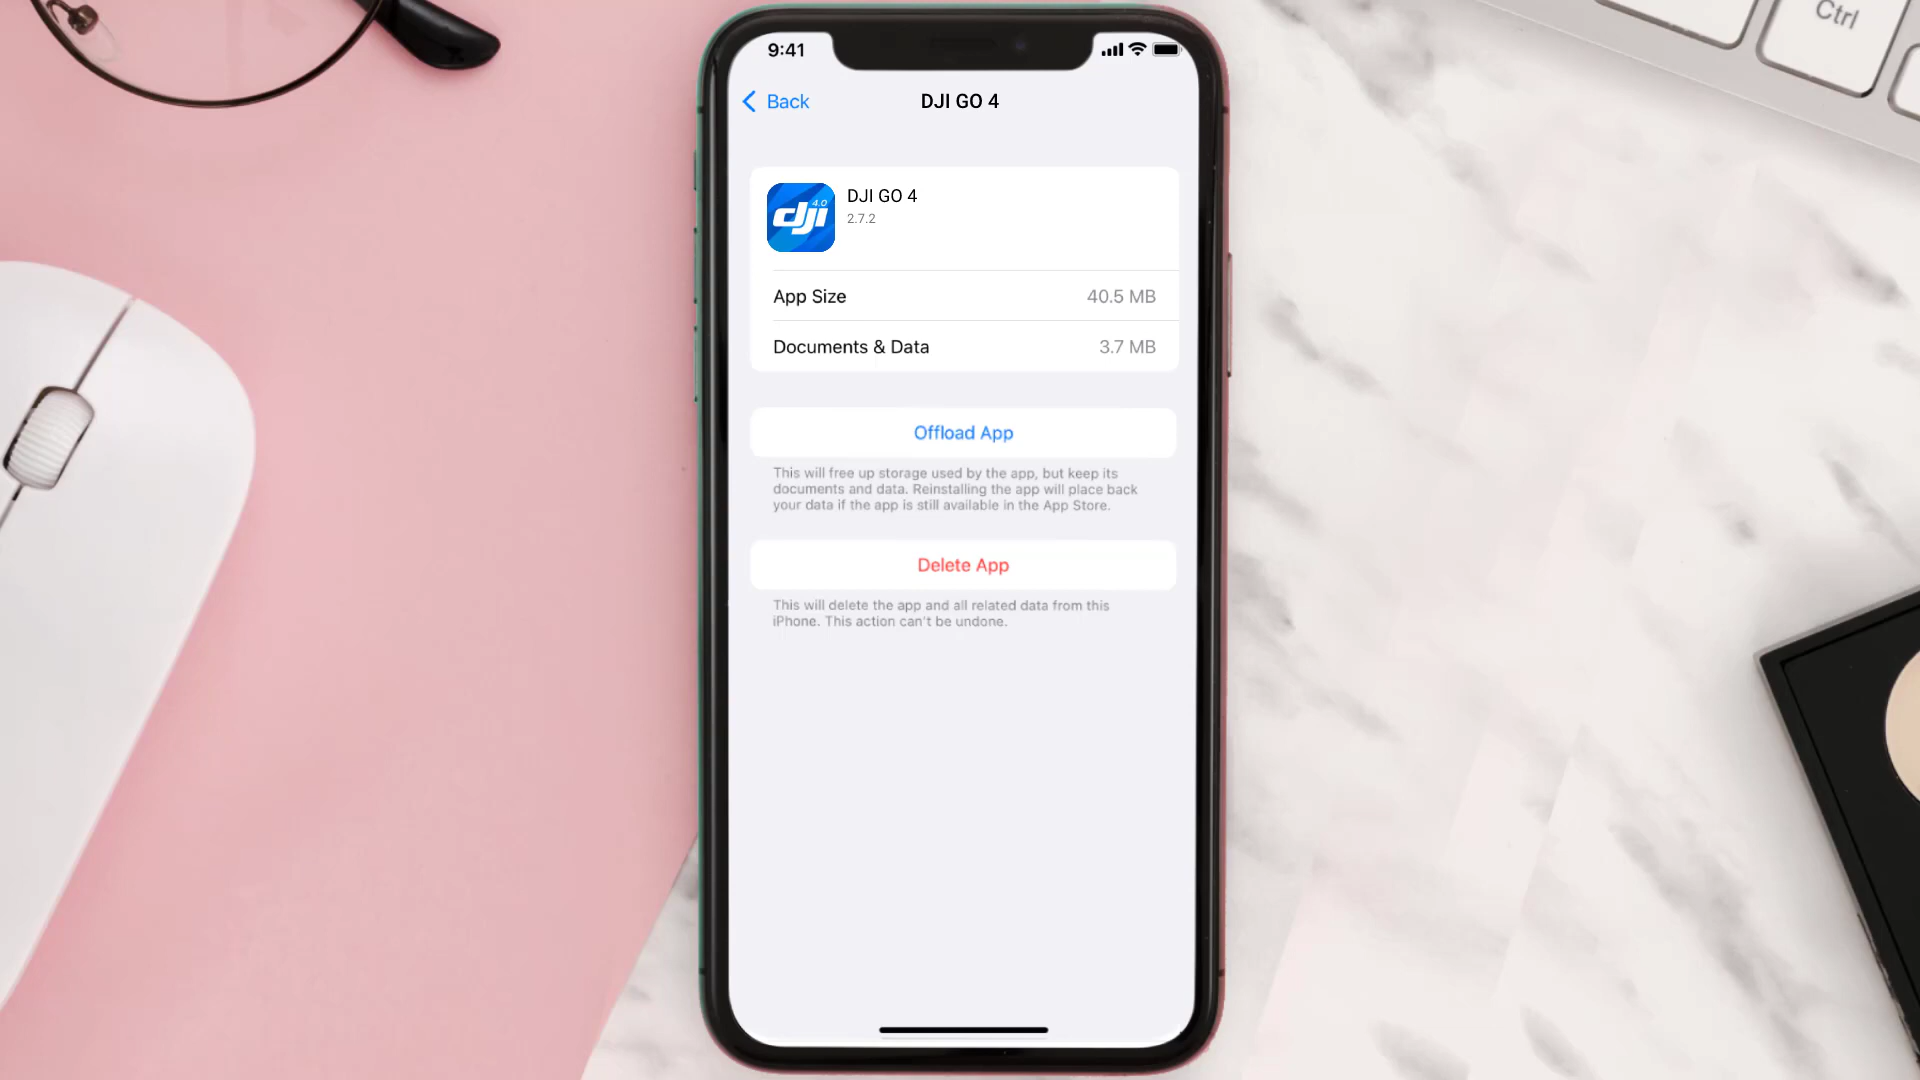 Ctrl
9:41
Back
DJI GO 4
dji 4.0
DJI GO 4
2.7.2
App Size 40.5 MB
Documents & Data 3.7 MB
Offload App
This will free up storage used by the app, but keep its
documents and data. Reinstalling the app will place back
your data if the app is still available in the App Store.
Delete App
This will delete the app and all related data from this
iPhone. This action can't be undone.